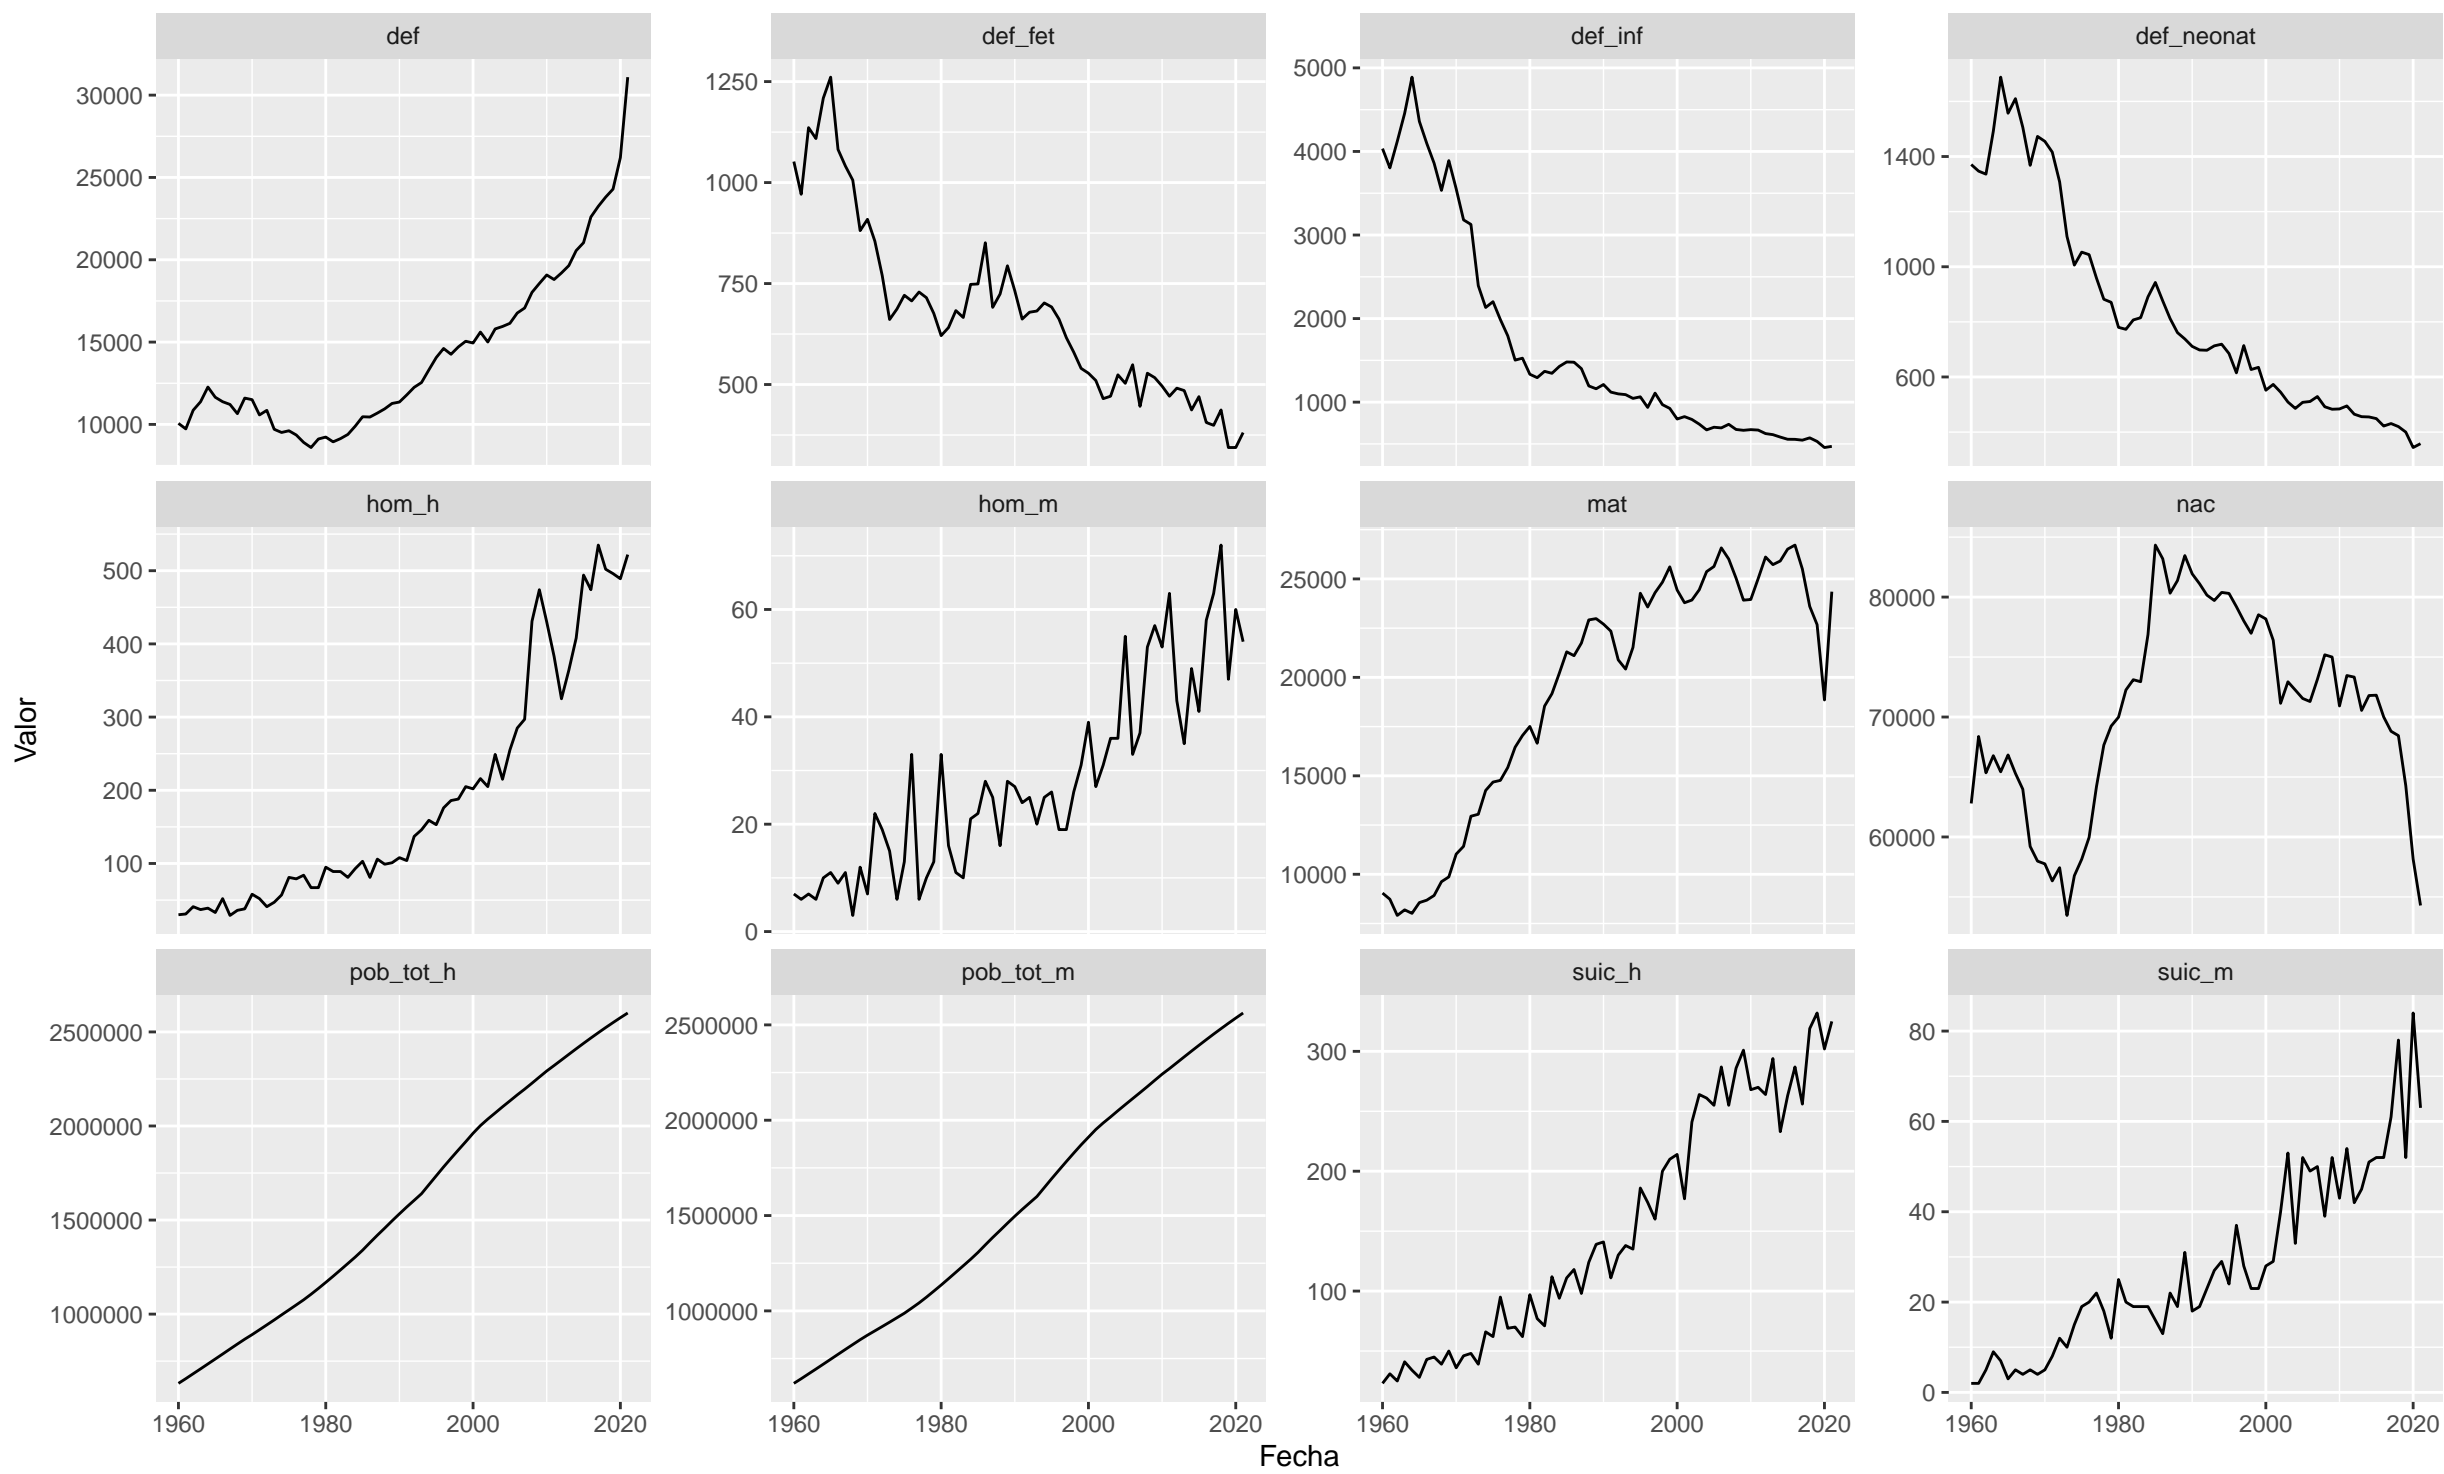 def
def_fet
def_inf
def_neonat
30000
25000
20000
15000
10000
1250
1000
750
500
5000
4000
3000
2000
1000
1400
1000
600
hom_h
hom_m
mat
nac
500
400
300
200
100
60
40
20
0
25000
20000
15000
10000
80000
70000
60000
pob_tot_h
pob_tot_m
suic_h
suic_m
2500000
2000000
1500000
1000000
2500000
2000000
1500000
1000000
300
200
100
80
60
40
20
0
1960 1980 2000 2020
1960 1980 2000 2020
1960 1980 2000 2020
1960 1980 2000 2020
Fecha
Valor